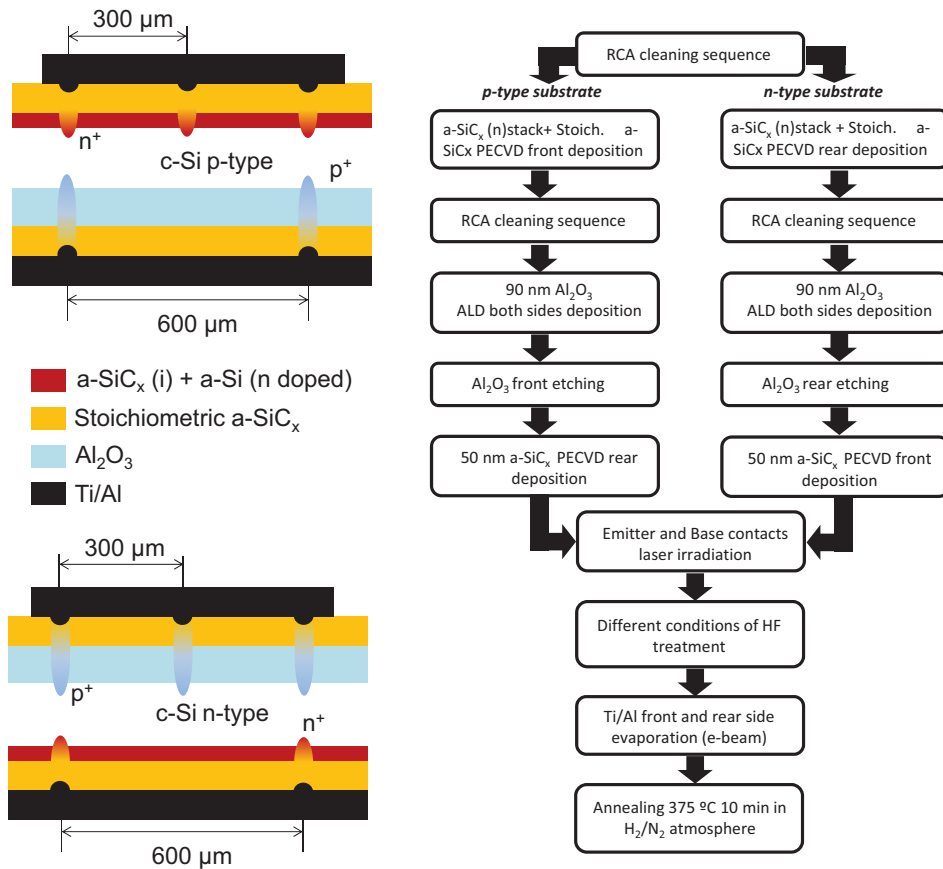 300 µm
n⁺
c-Si p-type
p⁺
600 µm
a-SiCₓ (i) + a-Si (n doped)
Stoichiometric a-SiCₓ
Al₂O₃
Ti/Al
300 µm
p⁺
c-Si n-type
n⁺
600 µm
RCA cleaning sequence
p-type substrate
n-type substrate
a-SiCₓ (n)stack+ Stoich. a-
SiCx PECVD front deposition
RCA cleaning sequence
90 nm Al₂O₃
ALD both sides deposition
Al₂O₃ front etching
50 nm a-SiCₓ PECVD rear
deposition
a-SiCₓ (n)stack + Stoich. a-
SiCx PECVD rear deposition
RCA cleaning sequence
90 nm Al₂O₃
ALD both sides deposition
Al₂O₃ rear etching
50 nm a-SiCₓ PECVD front
deposition
Emitter and Base contacts
laser irradiation
Different conditions of HF
treatment
Ti/Al front and rear side
evaporation (e-beam)
Annealing 375 ºC 10 min in
H₂/N₂ atmosphere